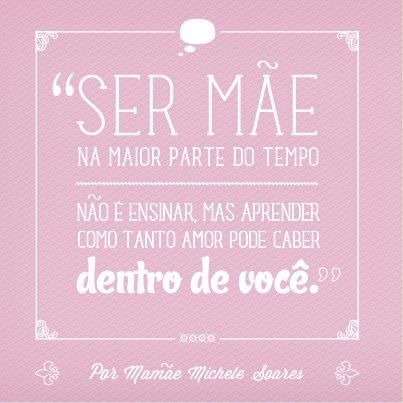 “SER MÃE
NA MAIOR PARTE DO TEMPO
NÃO É ENSINAR, MAS APRENDER
COMO TANTO AMOR PODE CABER
dentro de você.”
Por Mamãe Michele Soares